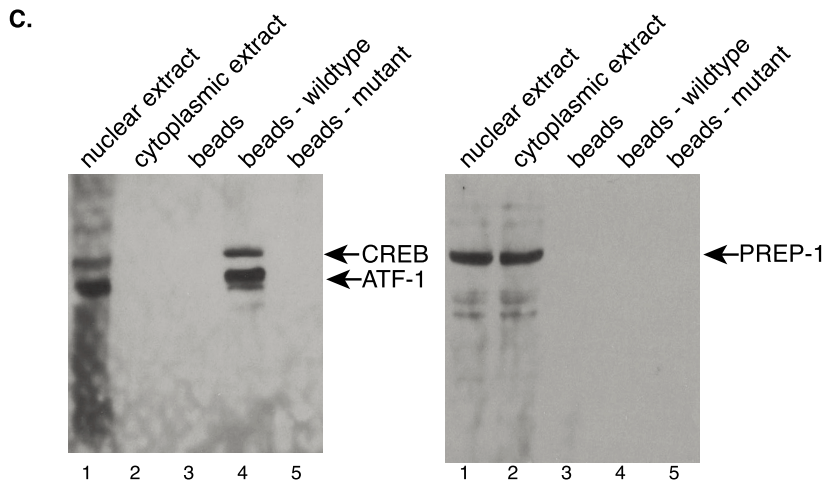 C.
nuclear extract
cytoplasmic extract
beads
beads - wildtype
beads - mutant
CREB
ATF-1
1 2 3 4 5
nuclear extract
cytoplasmic extract
beads
beads - wildtype
beads - mutant
PREP-1
1 2 3 4 5